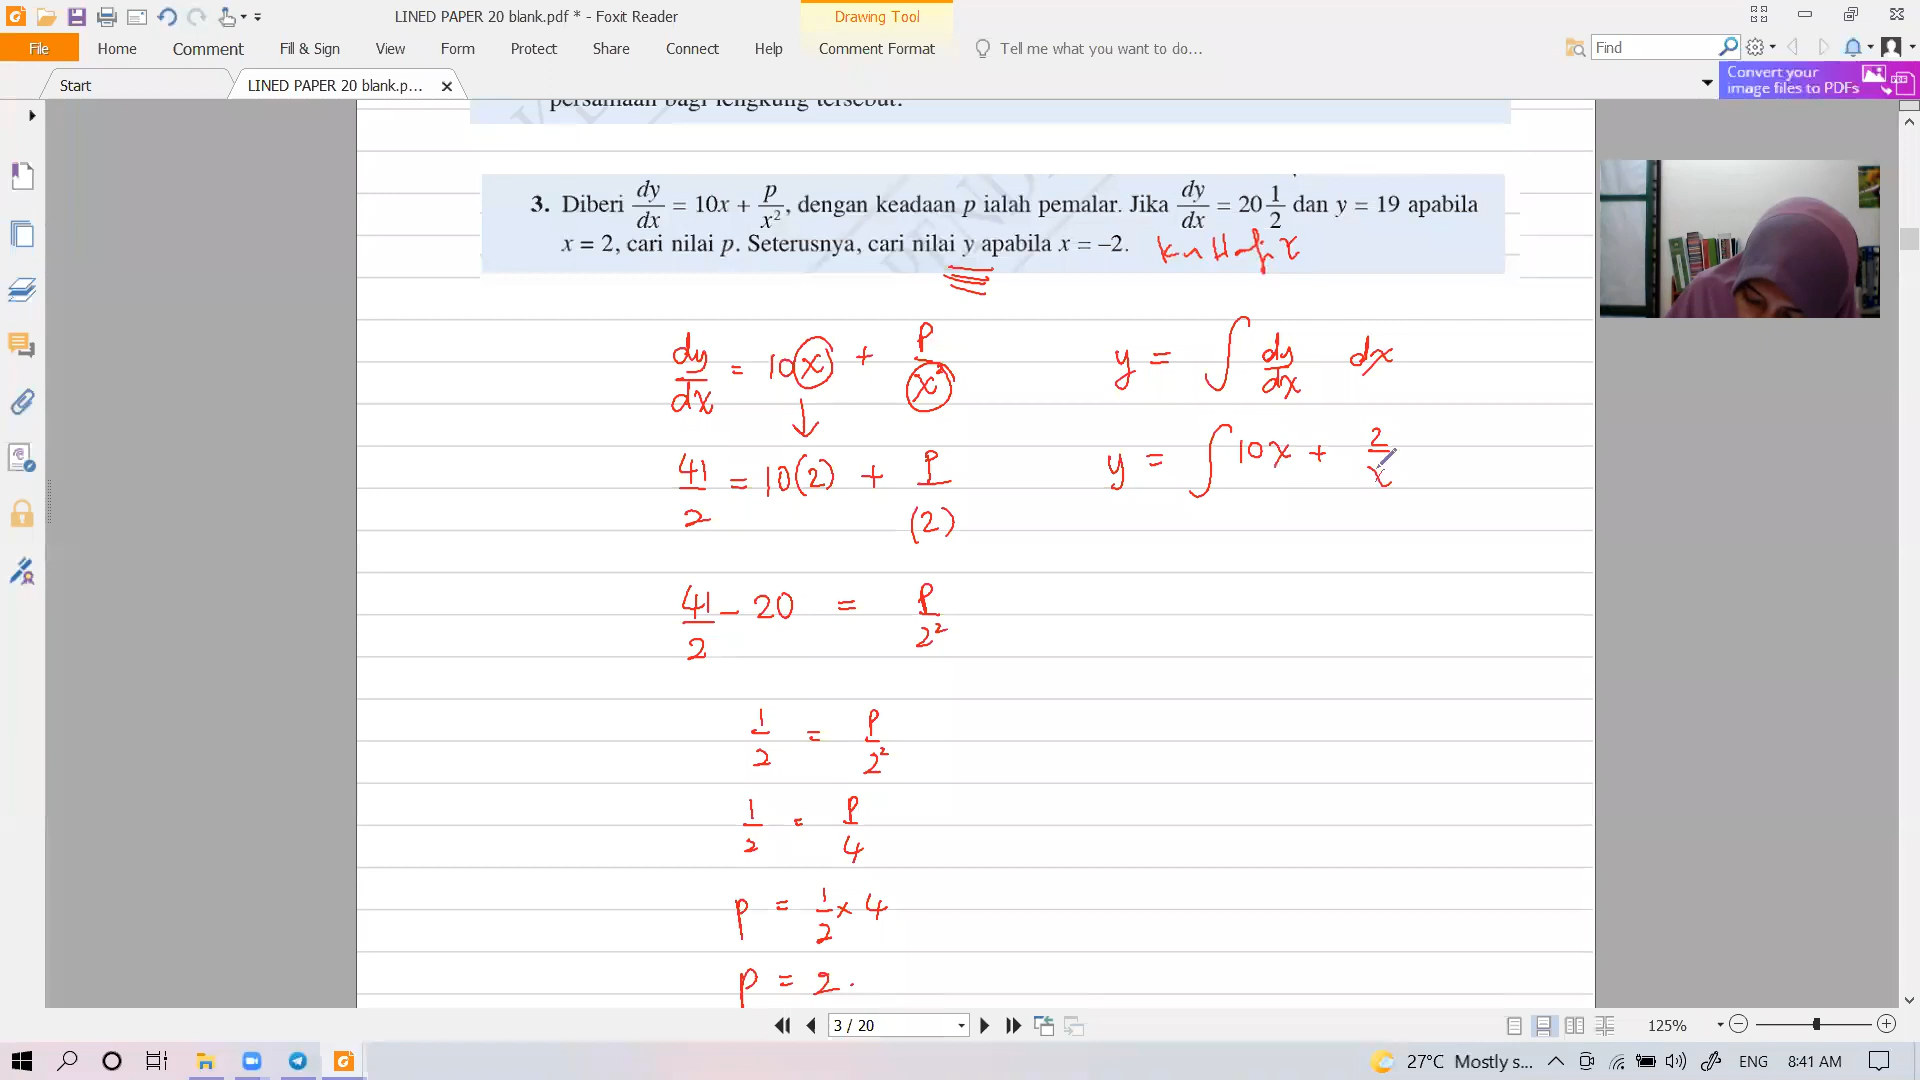 LINED PAPER 20 blank.pdf * - Foxit Reader
Drawing Tool
File Home Comment Fill & Sign View Form Protect Share Connect Help Comment Format Tell me what you want to do... Find
Start LINED PAPER 20 blank.p...
Convert your
image files to PDFs
persamaan bagi lengkung tersebut.
3. Diberi dy/dx = 10x + p/x², dengan keadaan p ialah pemalar. Jika dy/dx = 20 1/2 dan y = 19 apabila
x = 2, cari nilai p. Seterusnya, cari nilai y apabila x = –2.
dy/dx = 10x + p/x²
y = ∫ dy/dx dx
41/2 = 10(2) + p/(2)
y = ∫ 10x + 2/x
41/2 - 20 = p/2²
1/2 = p/2²
1/2 = p/4
p = 1/2 × 4
p = 2.
3 / 20
125%
27°C Mostly s... ENG 8:41 AM